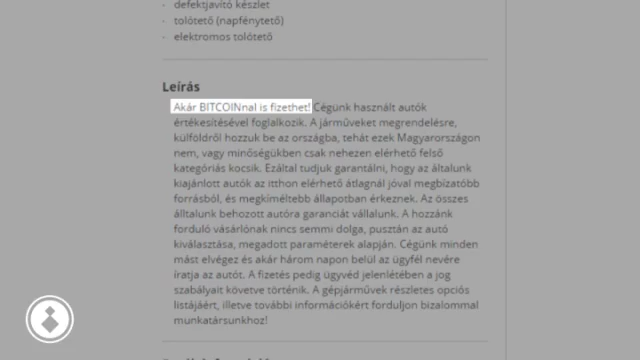 defektjavító készlet
tolótető (napfénytető)
elektromos tolótető
Leírás
Akár BITCOINnal is fizethet! Cégünk használt autók
értékesítésével foglalkozik. A járműveket megrendelésre,
külföldről hozzuk be az országba, tehát ezek Magyarországon
nem, vagy minőségükben csak nehezen elérhető felső
kategóriás kocsik. Ezáltal tudjuk garantálni, hogy az általunk
kiajánlott autók az itthon elérhető átlagnál jóval megbízatóbb
forrásból, és megkíméltebb állapotban érkeznek. Az összes
álltalunk behozott autóra garanciát vállalunk. A hozzánk
forduló vásárlónak nincs semmi dolga, pusztán az autó
kiválasztása, megadott paraméterek alapján. Cégünk minden
mást elvégez és akár három napon belül az ügyfél nevére
íratja az autót. A fizetés pedig ügyvéd jelenlétében a jog
szabályait követve történik. A gépjárművek részletes opciós
listájáért, illetve további információkért forduljon bizalommal
munkatársunkhoz!